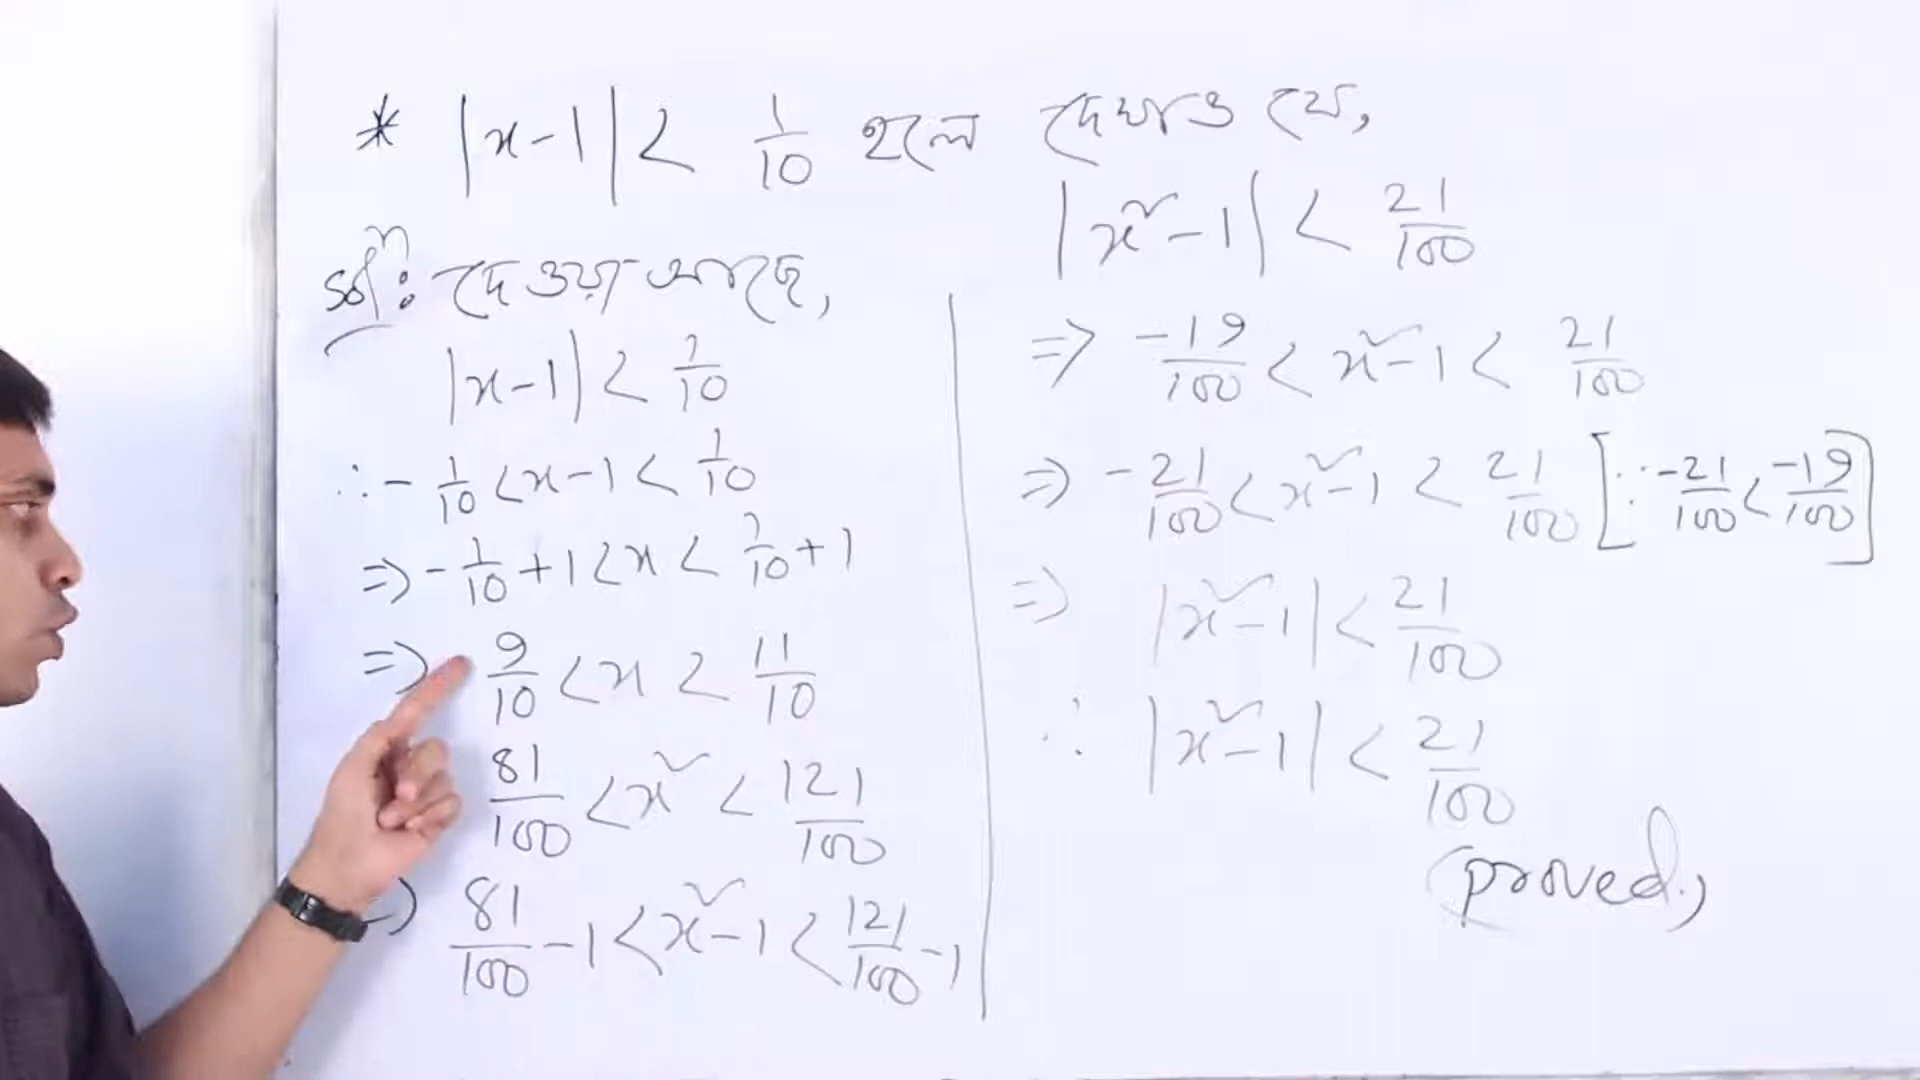 * |x-1| < 1/10 হলে দেখাও যে,
|x²-1| < 21/100
solⁿ: দেওয়া আছে,
|x-1| < 1/10
∴ -1/10 < x-1 < 1/10
⇒ -1/10+1 < x < 1/10+1
⇒ 9/10 < x < 11/10
81/100 < x² < 121/100
81/100-1 < x²-1 < 121/100-1
⇒ -19/100 < x²-1 < 21/100
⇒ -21/100 < x²-1 < 21/100 [∵ -21/100 < -19/100]
⇒ |x²-1| < 21/100
∴ |x²-1| < 21/100
(proved.)